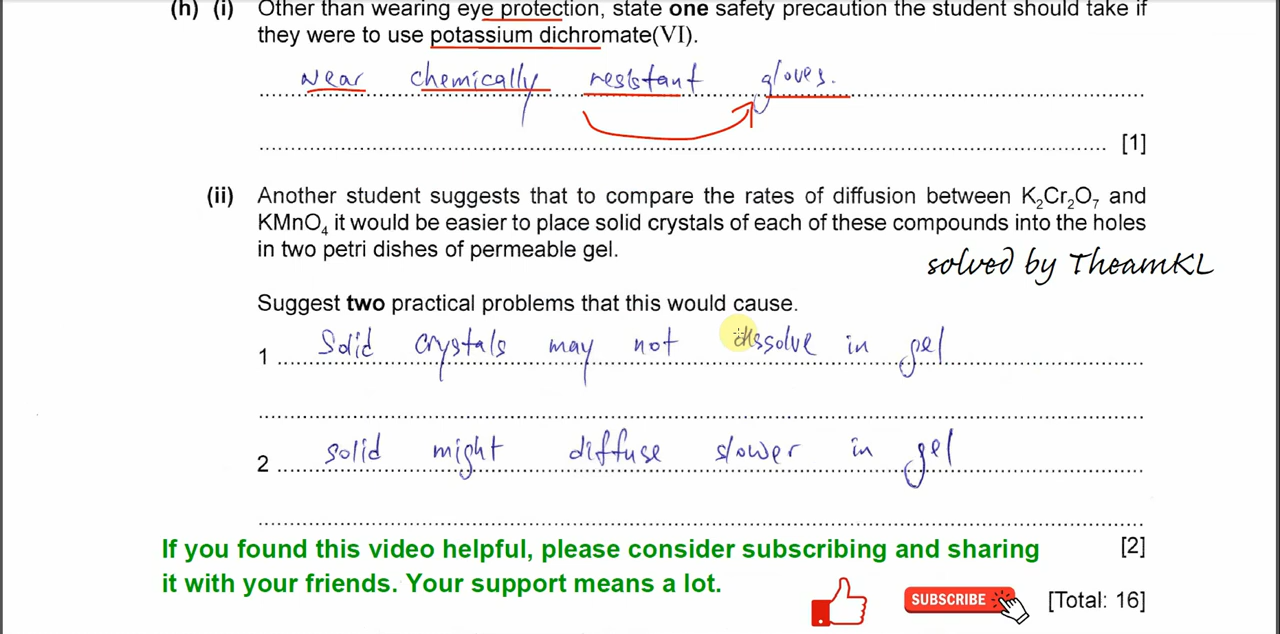 (h) (i) Other than wearing eye protection, state one safety precaution the student should take if
they were to use potassium dichromate(VI).
Wear chemically resistant gloves.
[1]
(ii) Another student suggests that to compare the rates of diffusion between K₂Cr₂O₇ and
KMnO₄ it would be easier to place solid crystals of each of these compounds into the holes
in two petri dishes of permeable gel.
solved by TheamKL
Suggest two practical problems that this would cause.
1 Solid crystals may not dissolve in gel
2 solid might diffuse slower in gel
If you found this video helpful, please consider subscribing and sharing
it with your friends. Your support means a lot.
[2]
SUBSCRIBE
[Total: 16]